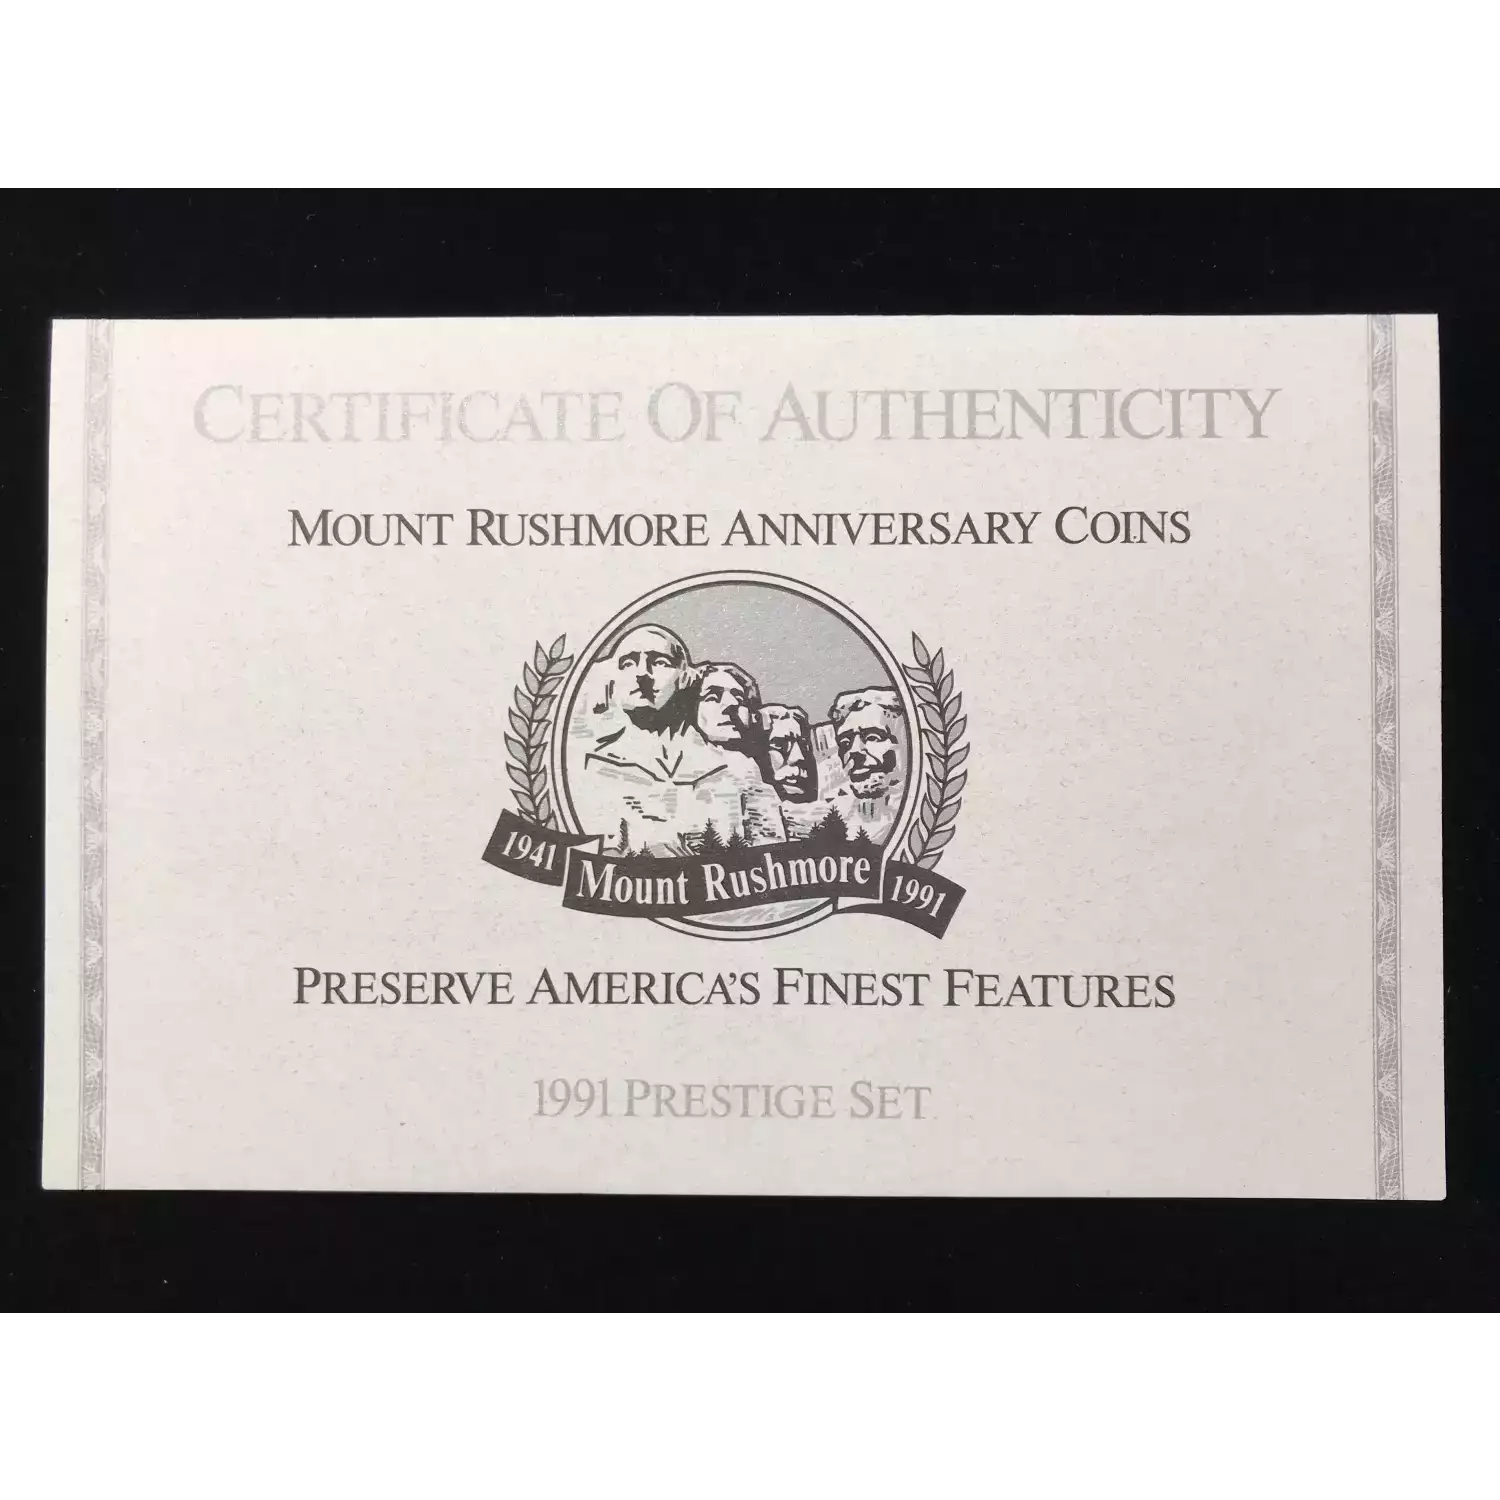 CERTIFICATE OF AUTHENTICITY
MOUNT RUSHMORE ANNIVERSARY COINS
1941 Mount Rushmore 1991
PRESERVE AMERICA'S FINEST FEATURES
1991 PRESTIGE SET